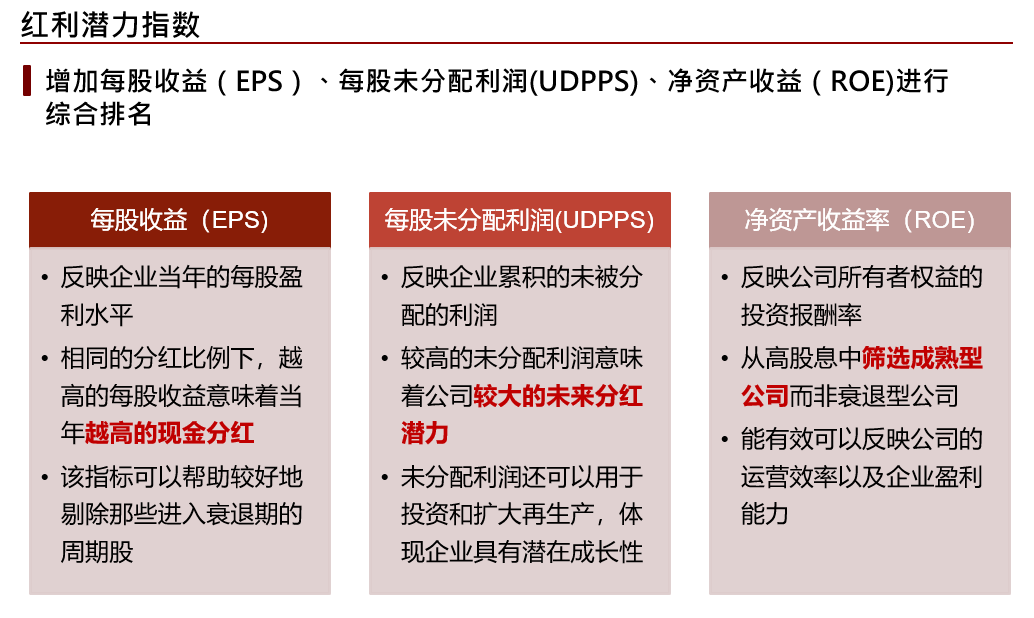 红利潜力指数
增加每股收益（EPS）、每股未分配利润(UDPPS)、净资产收益（ROE)进行
综合排名
每股收益（EPS)
• 反映企业当年的每股盈
利水平
• 相同的分红比例下，越
高的每股收益意味着当
年越高的现金分红
• 该指标可以帮助较好地
剔除那些进入衰退期的
周期股
每股未分配利润(UDPPS)
• 反映企业累积的未被分
配的利润
• 较高的未分配利润意味
着公司较大的未来分红
潜力
• 未分配利润还可以用于
投资和扩大再生产，体
现企业具有潜在成长性
净资产收益率（ROE)
• 反映公司所有者权益的
投资报酬率
• 从高股息中筛选成熟型
公司而非衰退型公司
• 能有效可以反映公司的
运营效率以及企业盈利
能力